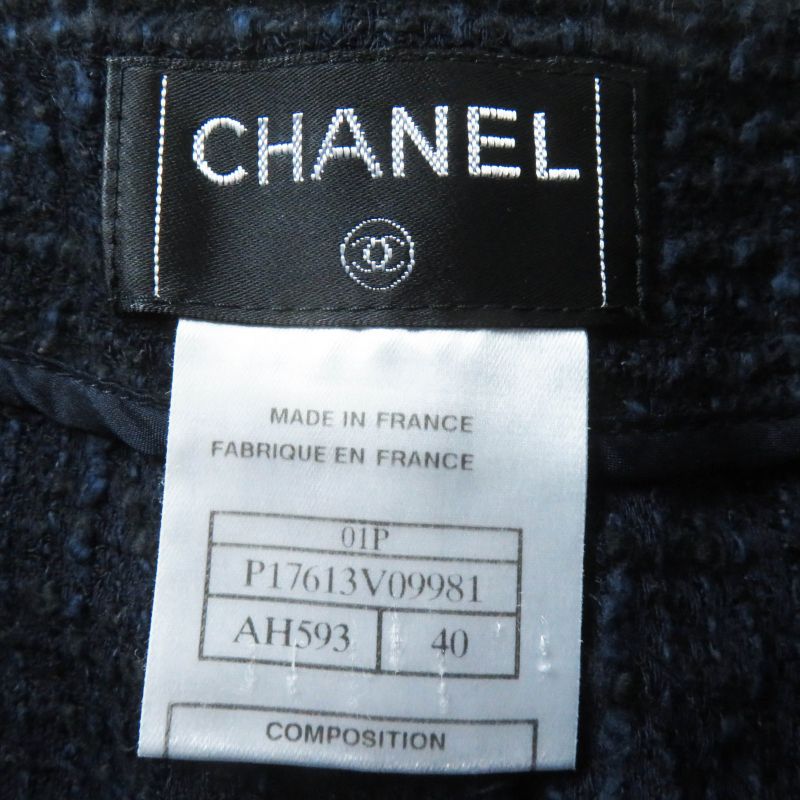 CHANEL
MADE IN FRANCE
FABRIQUE EN FRANCE
01P
P17613V09981
AH593 40
COMPOSITION